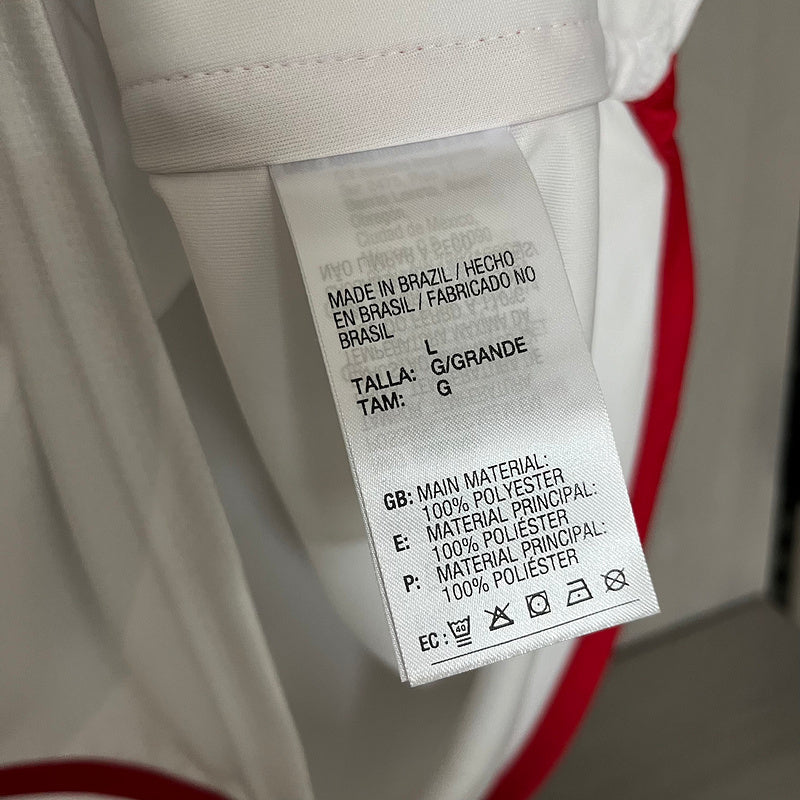 MADE IN BRAZIL / HECHO
EN BRASIL / FABRICADO NO
BRASIL
L
TALLA: G/GRANDE
TAM: G
GB: MAIN MATERIAL:
100% POLYESTER
E: MATERIAL PRINCIPAL:
100% POLIÉSTER
P: MATERIAL PRINCIPAL:
100% POLIÉSTER
EC: 40